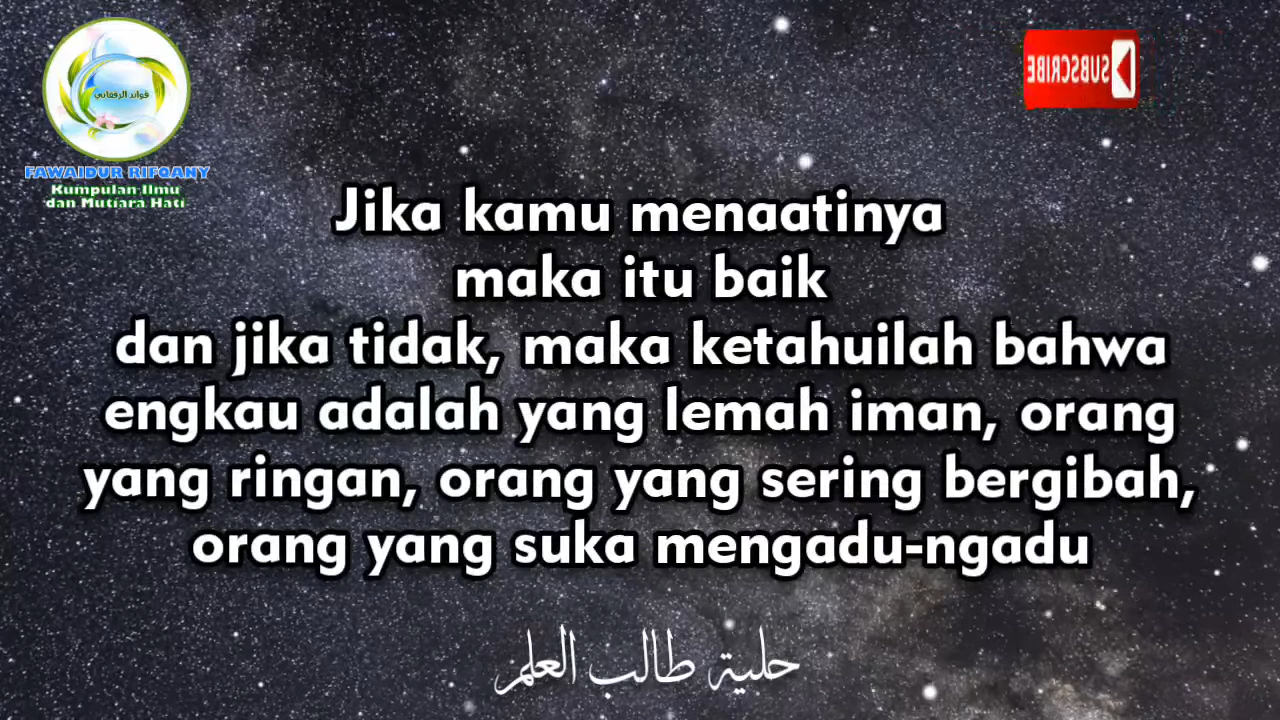 فوائد الرفقاني
FAWAIDUR RIFQANY
Kumpulan Ilmu
dan Mutiara Hati
SUBSCRIBE
Jika kamu menaatinya
maka itu baik
dan jika tidak, maka ketahuilah bahwa
engkau adalah yang lemah iman, orang
yang ringan, orang yang sering bergibah,
orang yang suka mengadu-ngadu
حلية طالب العلم